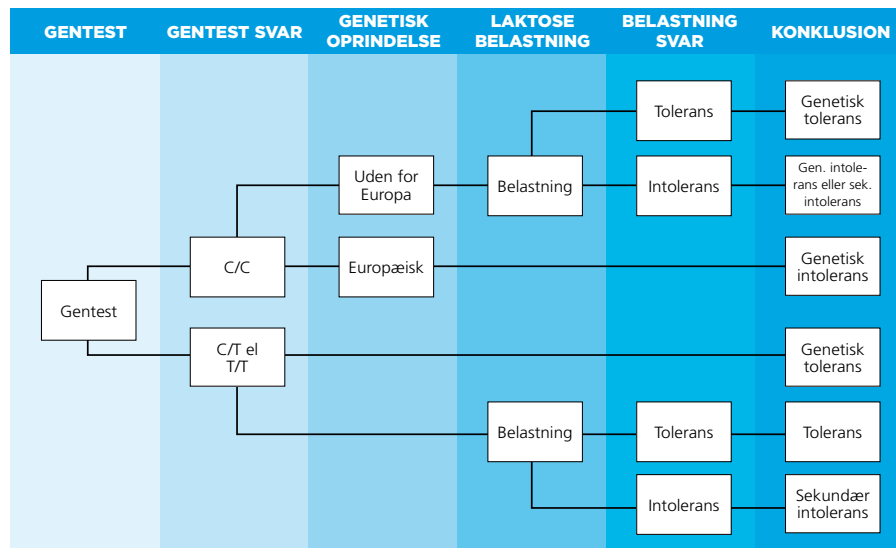 GENTEST
GENTEST SVAR
GENETISK
OPRINDELSE
LAKTOSE
BELASTNING
BELASTNING
SVAR
KONKLUSION
Tolerans
Genetisk
tolerans
Uden for
Europa
Belastning
Intolerans
Gen. intole-
rans eller sek.
intolerans
C/C
Europæisk
Genetisk
intolerans
Gentest
C/T el
T/T
Genetisk
tolerans
Belastning
Tolerans
Tolerans
Intolerans
Sekundær
intolerans